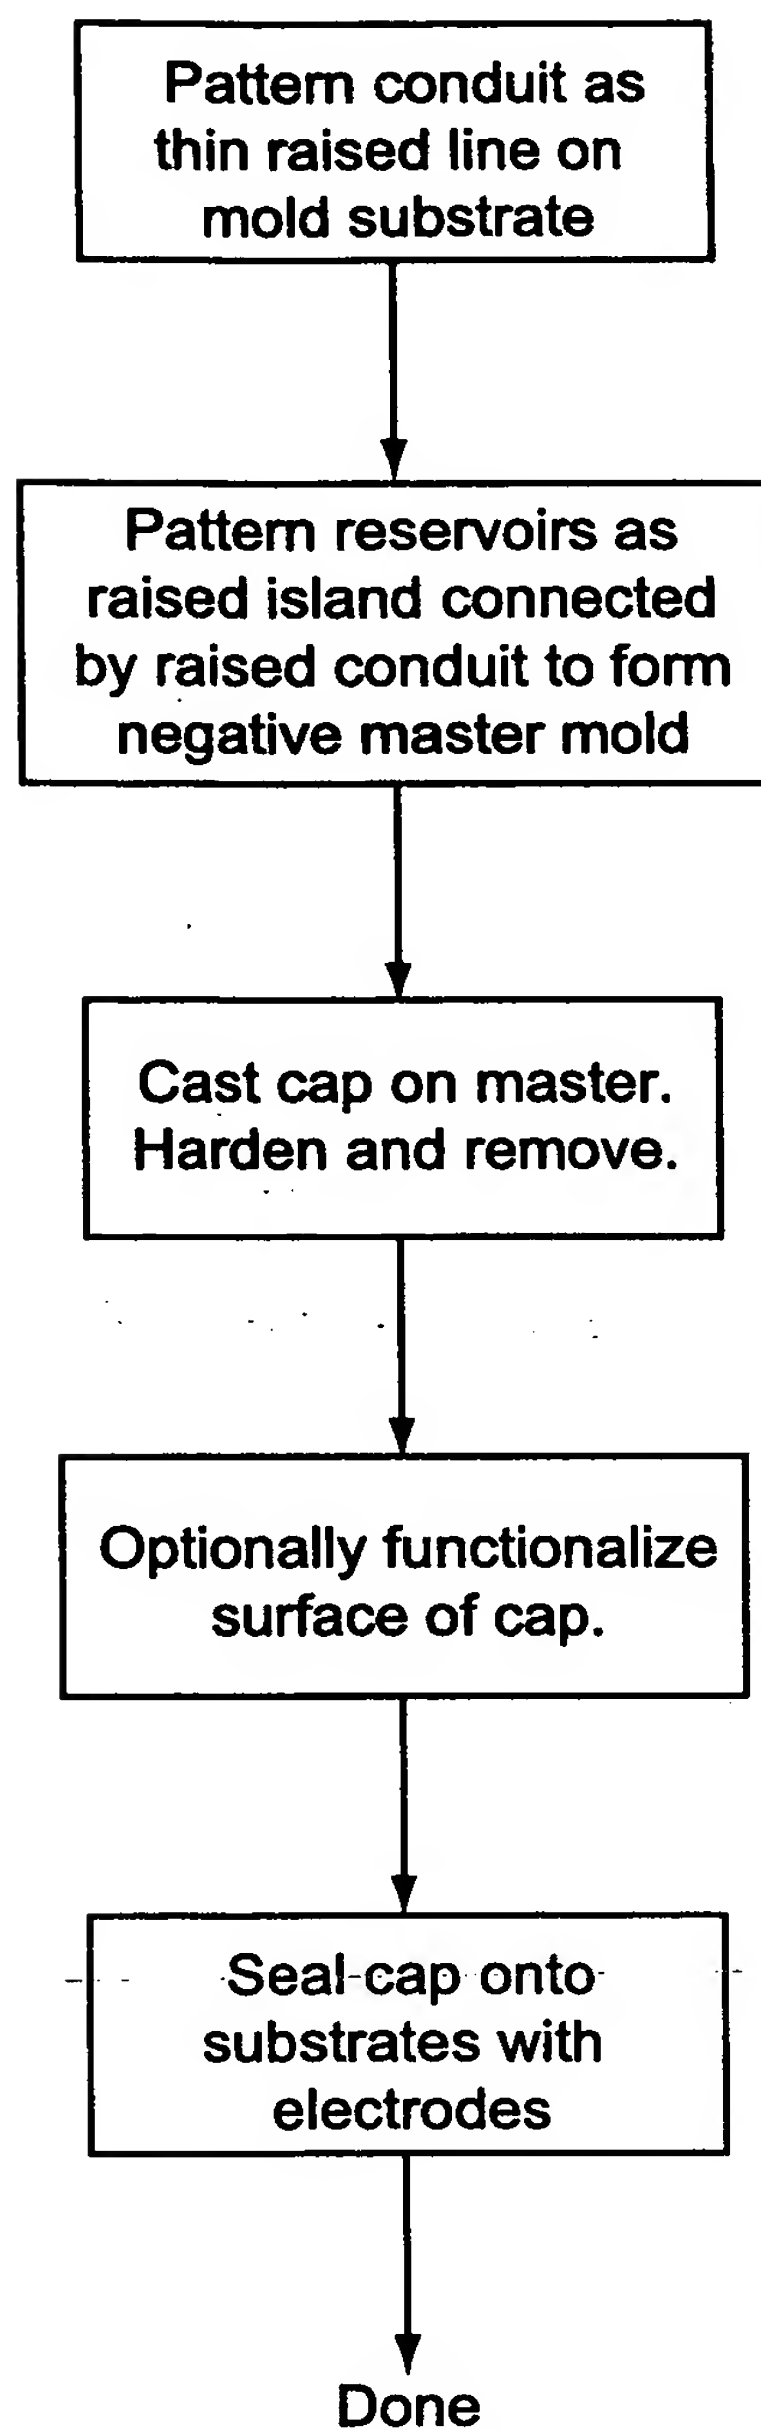 Pattern conduit as
thin raised line on
mold substrate
Pattern reservoirs as
raised island connected
by raised conduit to form
negative master mold
Cast cap on master.
Harden and remove.
Optionally functionalize
surface of cap.
Seal cap onto
substrates with
electrodes
Done